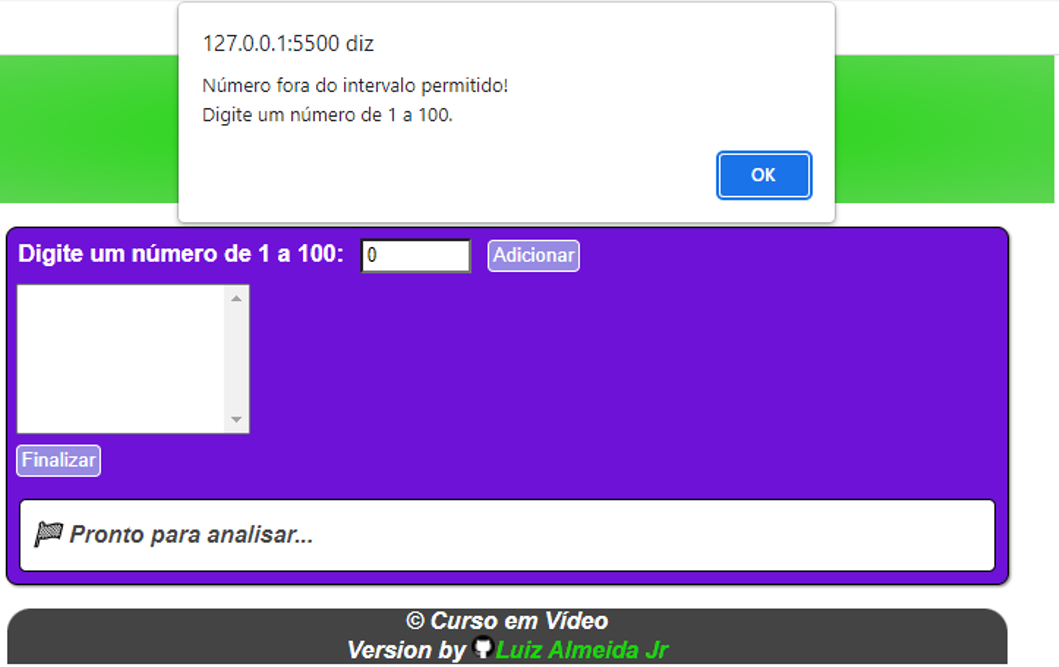 127.0.0.1:5500 diz
Número fora do intervalo permitido!
Digite um número de 1 a 100.
OK
Digite um número de 1 a 100: 0 Adicionar
Finalizar
Pronto para analisar...
© Curso em Vídeo
Version by Luiz Almeida Jr